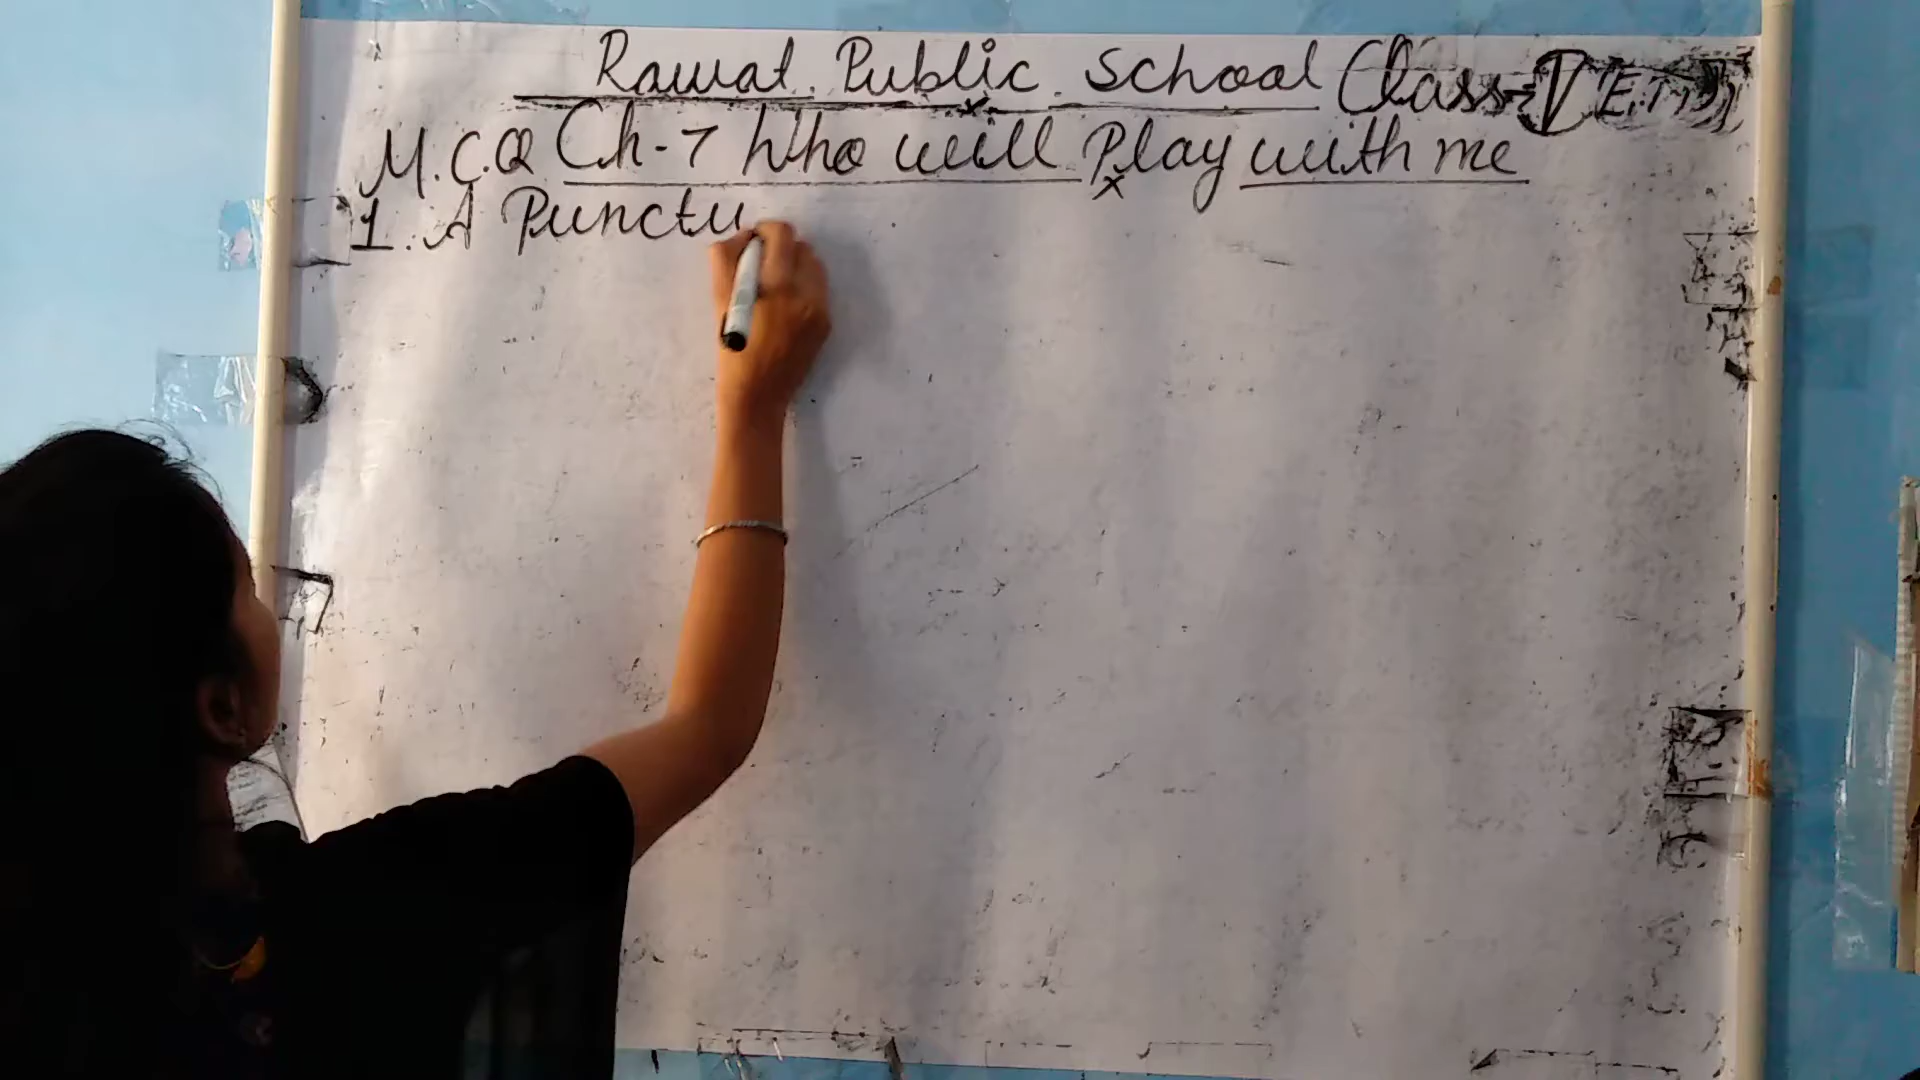 Rawat Public School Class-V
M.C.Q Ch-7 Who will Play with me
1. A Punctu